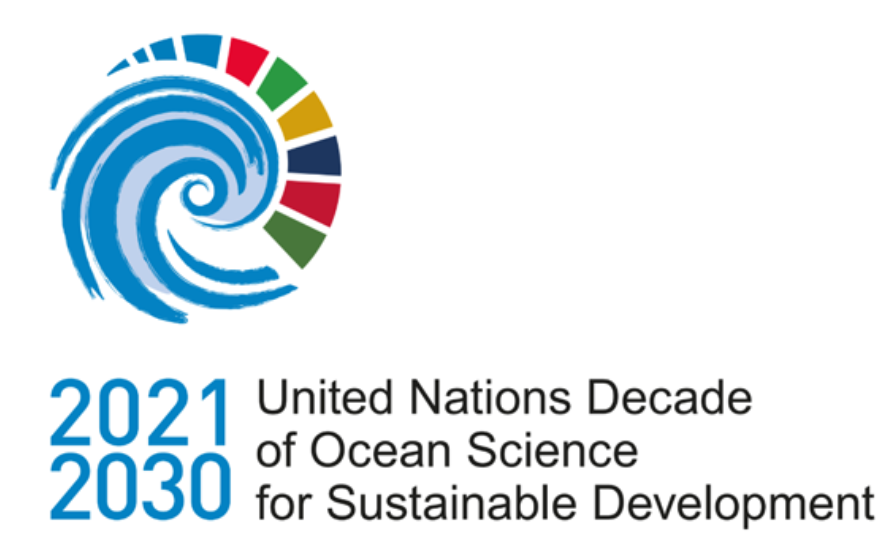 2021
2030
United Nations Decade
of Ocean Science
for Sustainable Development